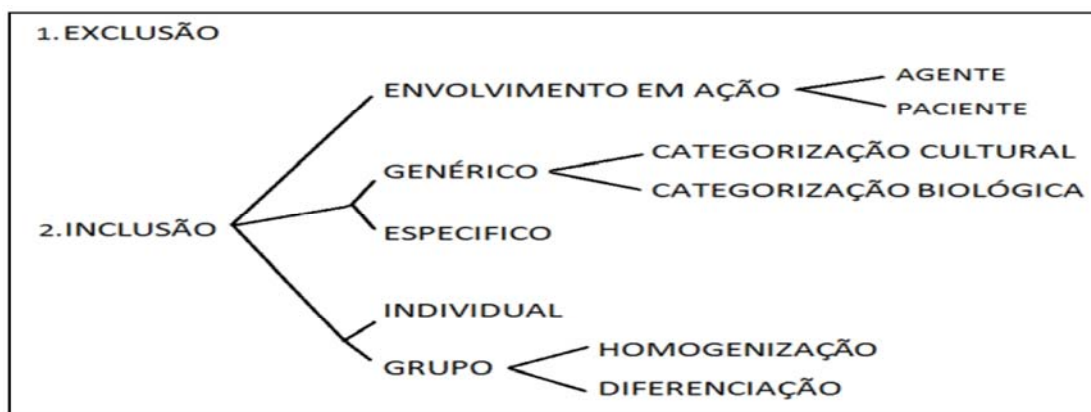 1.EXCLUSÃO
ENVOLVIMENTO EM AÇÃO
AGENTE
PACIENTE
GENÉRICO
CATEGORIZAÇÃO CULTURAL
CATEGORIZAÇÃO BIOLÓGICA
2.INCLUSÃO
ESPECIFICO
INDIVIDUAL
GRUPO
HOMOGENIZAÇÃO
DIFERENCIAÇÃO